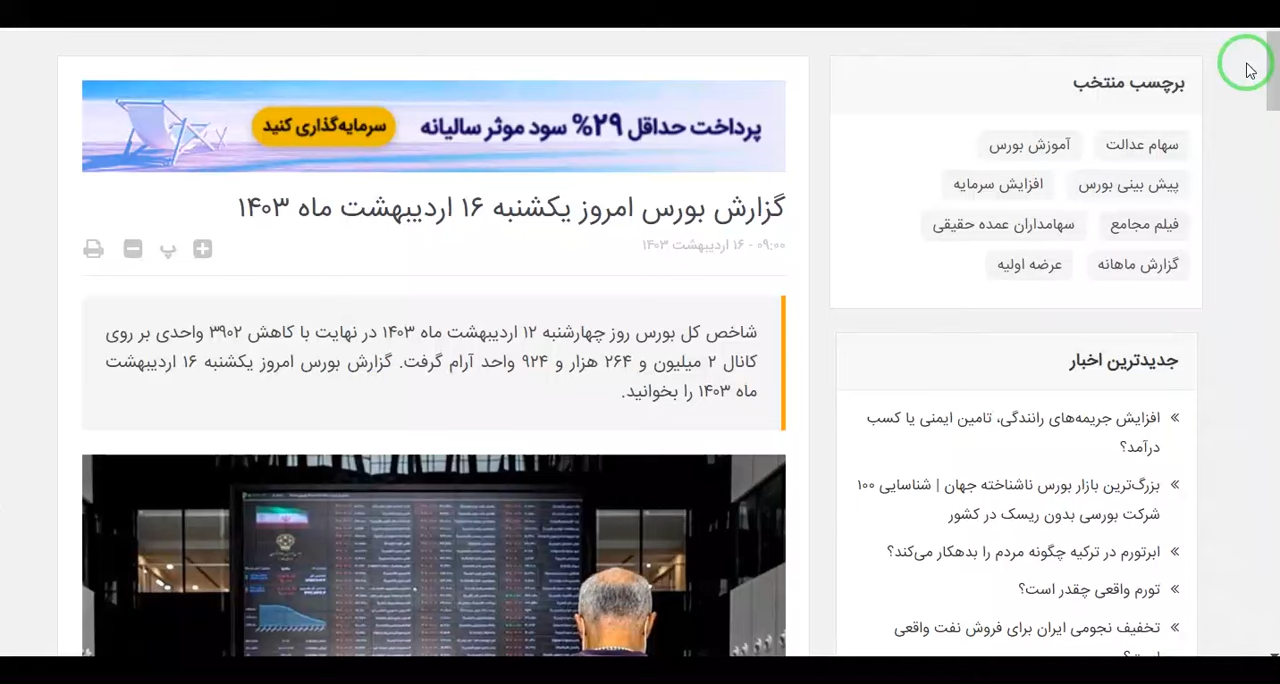 برچسب منتخب
سهام عدالت
آموزش بورس
پیش بینی بورس
افزایش سرمایه
فیلم مجامع
سهامداران عمده حقیقی
گزارش ماهانه
عرضه اولیه
جدیدترین اخبار
» افزایش جریمه‌های رانندگی، تامین ایمنی یا کسب
درآمد؟
» بزرگ‌ترین بازار بورس ناشناخته جهان | شناسایی ۱۰۰
شرکت بورسی بدون ریسک در کشور
» ابرتورم در ترکیه چگونه مردم را بدهکار می‌کند؟
» تورم واقعی چقدر است؟
» تخفیف نجومی ایران برای فروش نفت واقعی
پرداخت حداقل ۲۹% سود موثر سالیانه
سرمایه‌گذاری کنید
گزارش بورس امروز یکشنبه ۱۶ اردیبهشت ماه ۱۴۰۳
۰۹:۰۰ - ۱۶ اردیبهشت ۱۴۰۳
پ
شاخص کل بورس روز چهارشنبه ۱۲ اردیبهشت ماه ۱۴۰۳ در نهایت با کاهش ۳۹۰۲ واحدی بر روی
کانال ۲ میلیون و ۲۶۴ هزار و ۹۲۴ واحد آرام گرفت. گزارش بورس امروز یکشنبه ۱۶ اردیبهشت
ماه ۱۴۰۳ را بخوانید.